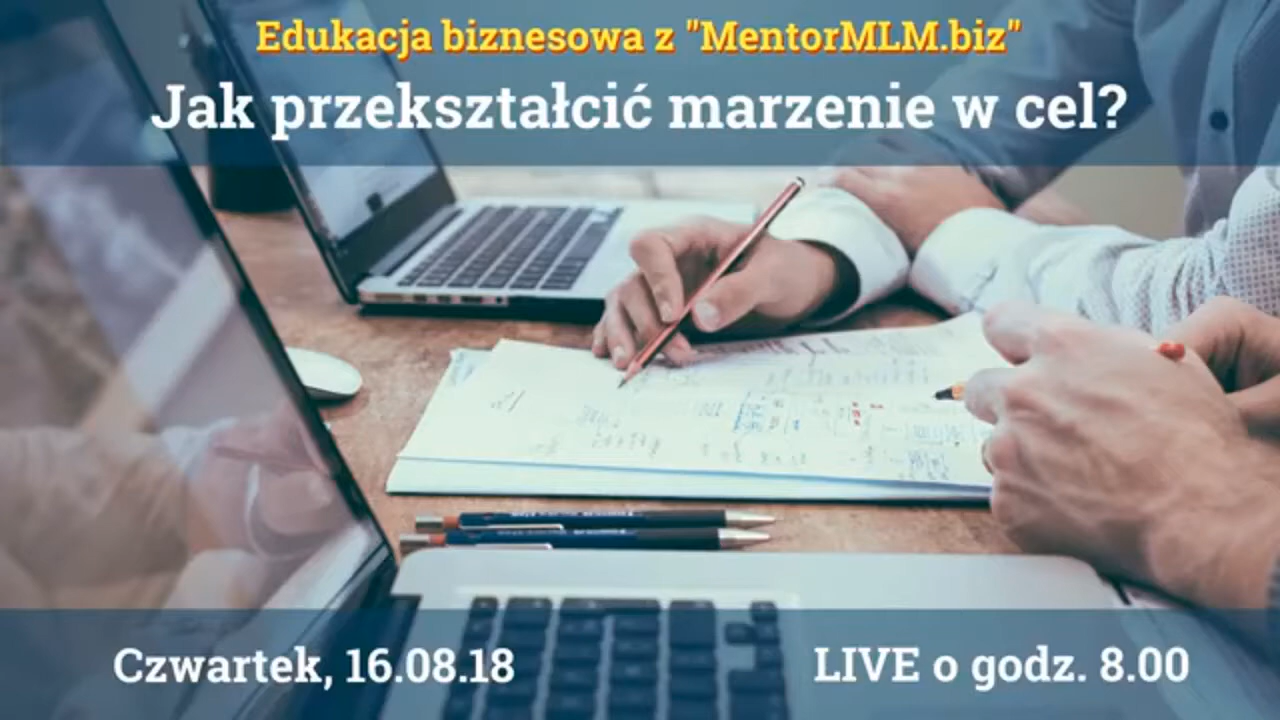 Edukacja biznesowa z "MentorMLM.biz"
Jak przekształcić marzenie w cel?
Czwartek, 16.08.18
LIVE o godz. 8.00